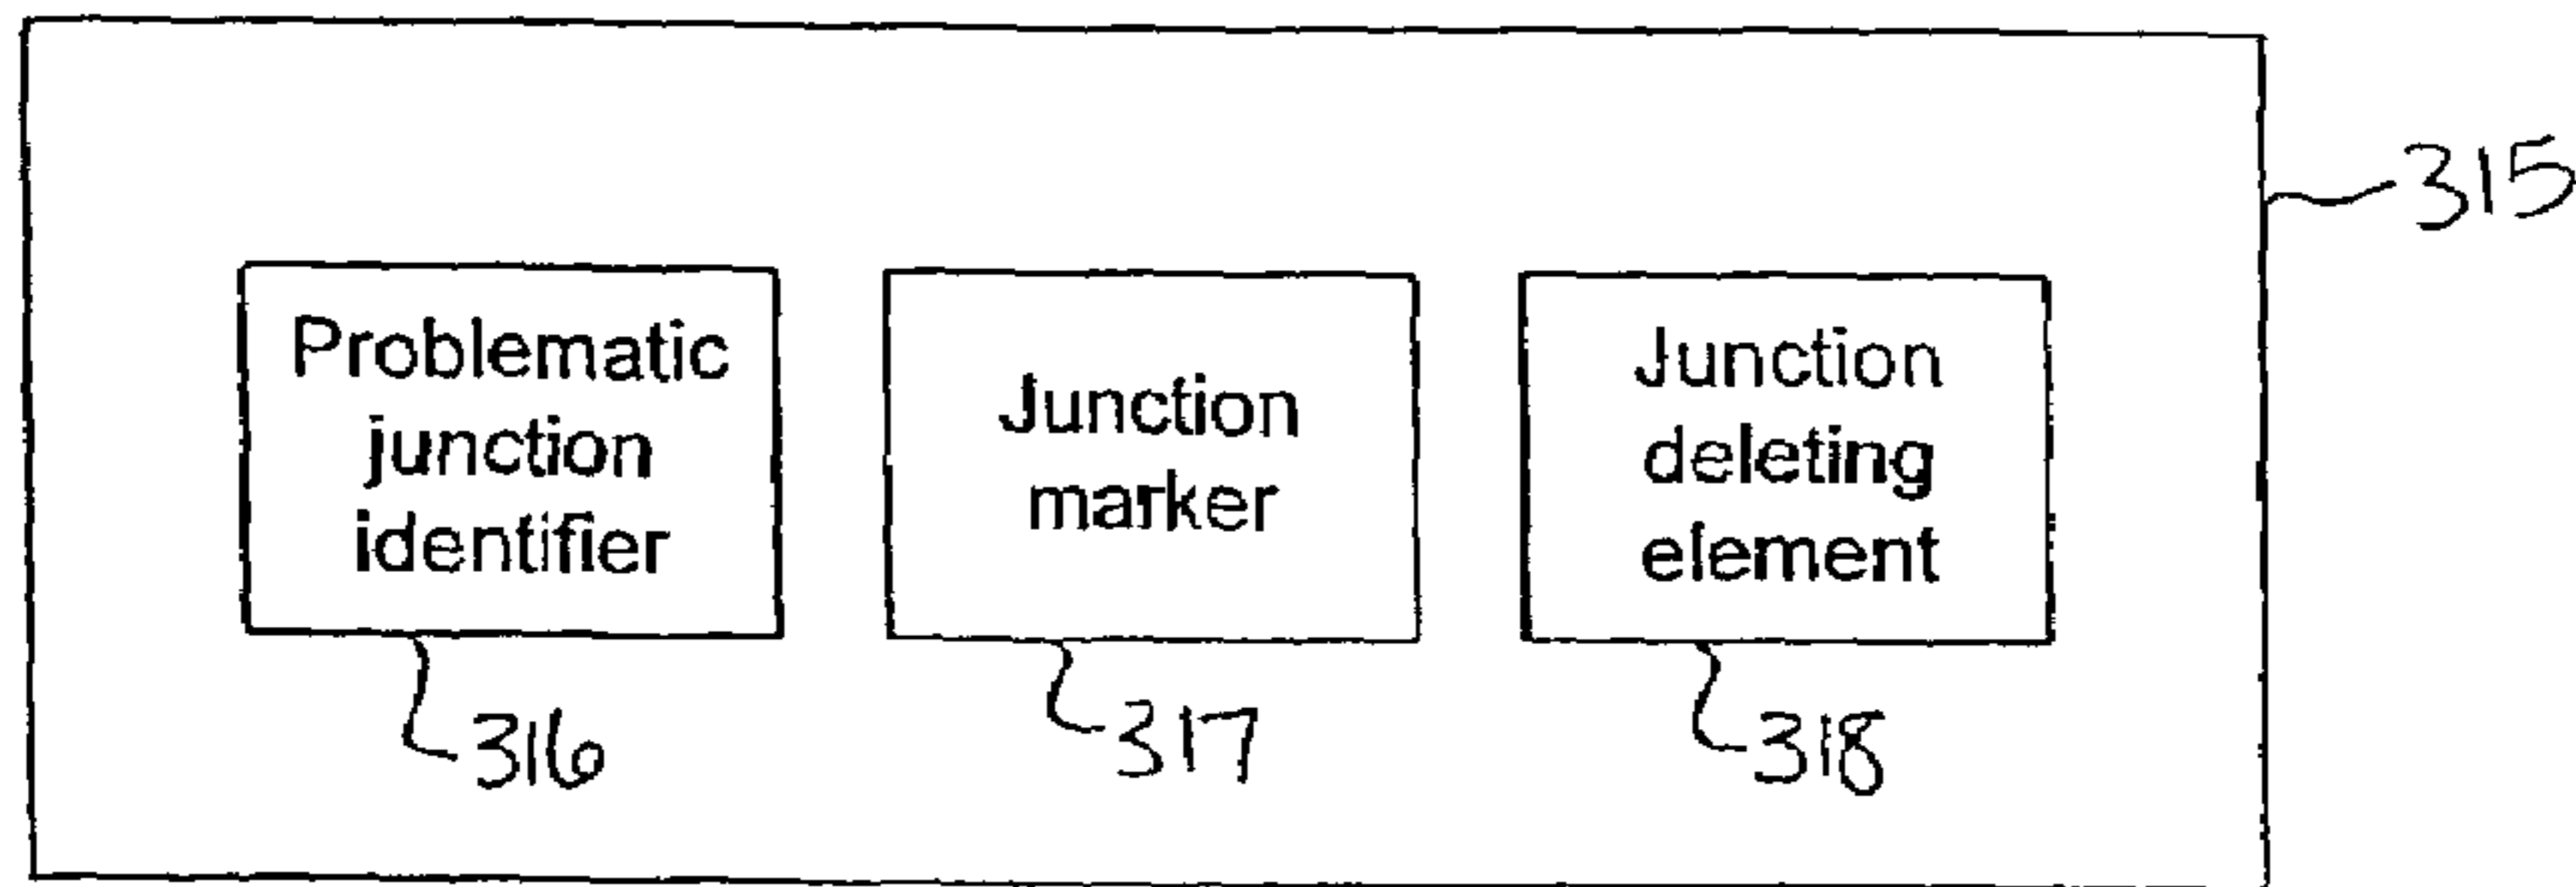 315
Problematic
junction
identifier
Junction
marker
Junction
deleting
element
316
317
318